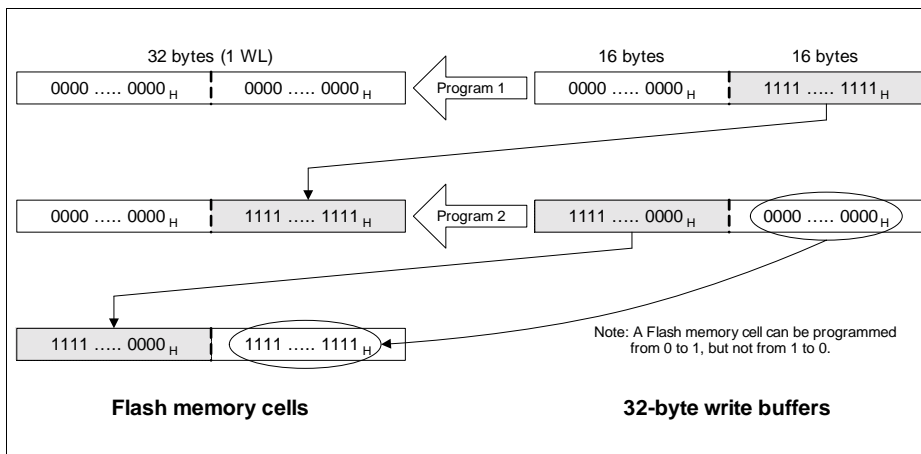 32 bytes (1 WL) 16 bytes 16 bytes
0000 ..... 0000 H 0000 ..... 0000 H Program 1 0000 ..... 0000 H 1111 ..... 1111 H
0000 ..... 0000 H 1111 ..... 1111 H Program 2 1111 ..... 0000 H 0000 ..... 0000 H
1111 ..... 0000 H 1111 ..... 1111 H
Note: A Flash memory cell can be programmed
from 0 to 1, but not from 1 to 0.
Flash memory cells 32-byte write buffers